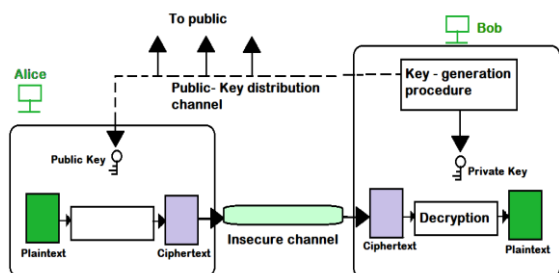 To public
Bob
Alice
Public- Key distribution
channel
Key - generation
procedure
Public Key
Private Key
Plaintext
Ciphertext
Insecure channel
Ciphertext
Decryption
Plaintext